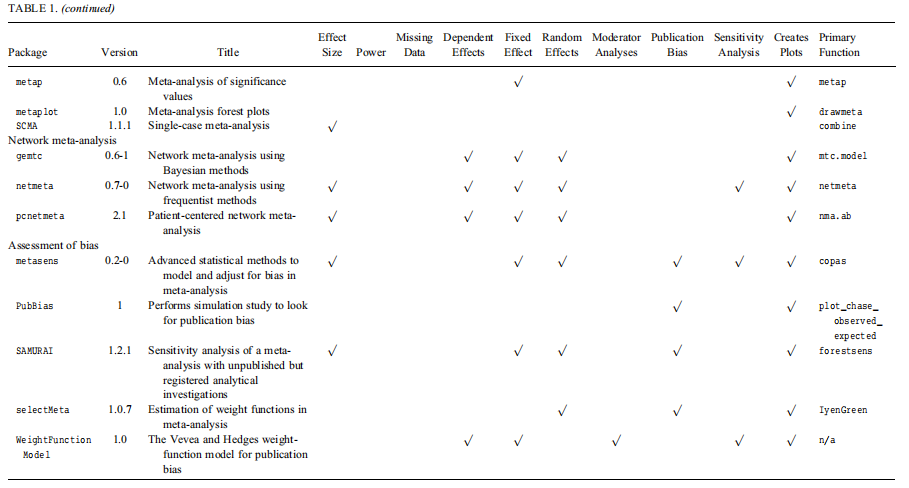 TABLE 1. (continued)
Effect Missing Dependent Fixed Random Moderator Publication Sensitivity Creates Primary
Package Version Title Size Power Data Effects Effect Effects Analyses Bias Analysis Plots Function
metap 0.6 Meta-analysis of significance √ √ metap
values
metaplot 1.0 Meta-analysis forest plots √ drawmeta
SCMA 1.1.1 Single-case meta-analysis √ combine
Network meta-analysis
gemtc 0.6-1 Network meta-analysis using √ √ √ √ mtc.model
Bayesian methods
netmeta 0.7-0 Network meta-analysis using √ √ √ √ √ √ netmeta
frequentist methods
pcnetmeta 2.1 Patient-centered network meta- √ √ √ √ √ nma.ab
analysis
Assessment of bias
metasens 0.2-0 Advanced statistical methods to √ √ √ √ √ √ copas
model and adjust for bias in
meta-analysis
PubBias 1 Performs simulation study to look √ √ plot_chase_
for publication bias observed_
expected
SAMURAI 1.2.1 Sensitivity analysis of a meta- √ √ √ √ √ forestsens
analysis with unpublished but
registered analytical
investigations
selectMeta 1.0.7 Estimation of weight functions in √ √ √ IyenGreen
meta-analysis
WeightFunction 1.0 The Vevea and Hedges weight- √ √ √ √ √ n/a
Model function model for publication
bias